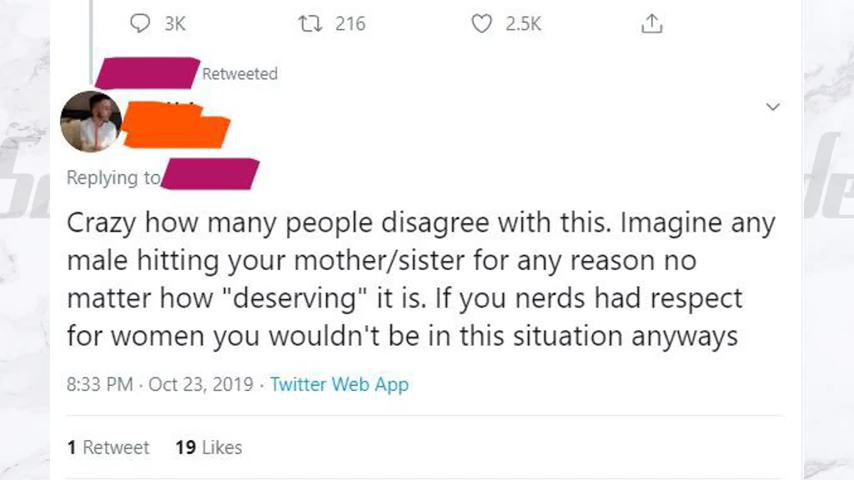 3K 216 2.5K
Retweeted
Replying to
Crazy how many people disagree with this. Imagine any
male hitting your mother/sister for any reason no
matter how "deserving" it is. If you nerds had respect
for women you wouldn't be in this situation anyways
8:33 PM · Oct 23, 2019 · Twitter Web App
1 Retweet 19 Likes